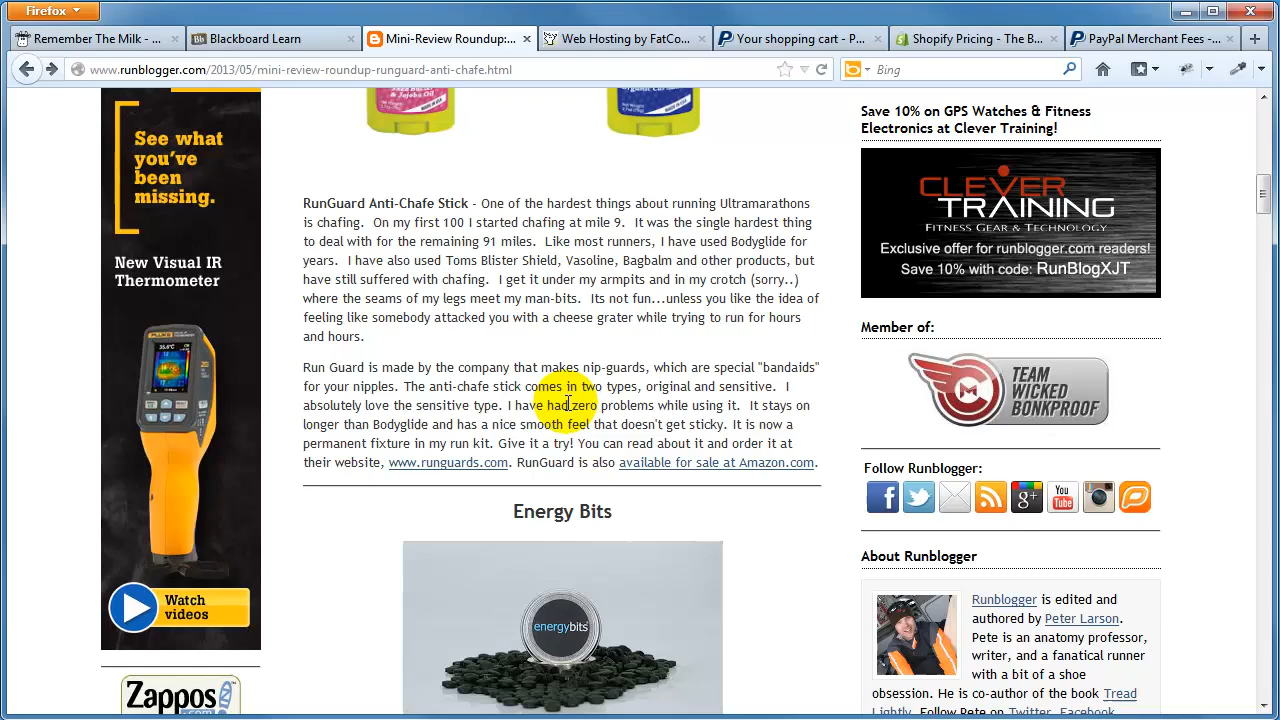 Firefox
Remember The Milk - ...
Blackboard Learn
Mini-Review Roundup:...
Web Hosting by FatCo...
Your shopping cart - P...
Shopify Pricing - The B...
PayPal Merchant Fees - ...
www.runblogger.com/2013/05/mini-review-roundup-runguard-anti-chafe.html
Bing
See what
you've
been
missing.
New Visual IR
Thermometer
FLUKE
Watch
videos
Zappos
RunGuard Anti-Chafe Stick - One of the hardest things about running Ultramarathons
is chafing.  On my first 100 I started chafing at mile 9.  It was the single hardest thing
to deal with for the remaining 91 miles.  Like most runners, I have used Bodyglide for
years.  I have also used Toms Blister Shield, Vasoline, Bagbalm and other products, but
have still suffered with chafing.  I get it under my armpits and in my crotch (sorry..)
where the seams of my legs meet my man-bits.  Its not fun...unless you like the idea of
feeling like somebody attacked you with a cheese grater while trying to run for hours
and hours.
Run Guard is made by the company that makes nip-guards, which are special "bandaids"
for your nipples. The anti-chafe stick comes in two types, original and sensitive.  I
absolutely love the sensitive type. I have had zero problems while using it.  It stays on
longer than Bodyglide and has a nice smooth feel that doesn't get sticky. It is now a
permanent fixture in my run kit. Give it a try! You can read about it and order it at
their website, www.runguards.com. RunGuard is also available for sale at Amazon.com.
Energy Bits
energybits
Save 10% on GPS Watches & Fitness
Electronics at Clever Training!
CLEVER
TRAINING
FITNESS GEAR & TECHNOLOGY
Exclusive offer for runblogger.com readers!
Save 10% with code: RunBlogXJT
Member of:
TEAM
WICKED
BONKPROOF
Follow Runblogger:
You
Tube
About Runblogger
Runblogger is edited and
authored by Peter Larson.
Pete is an anatomy professor,
writer, and a fanatical runner
with a bit of a shoe
obsession. He is co-author of the book Tread
Lightly. Follow Pete on Twitter, Facebook,